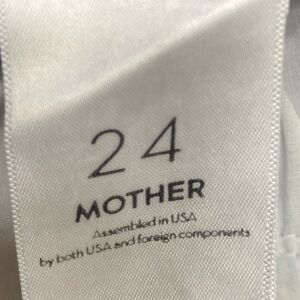 24
MOTHER
Assembled in USA
by both USA and foreign components